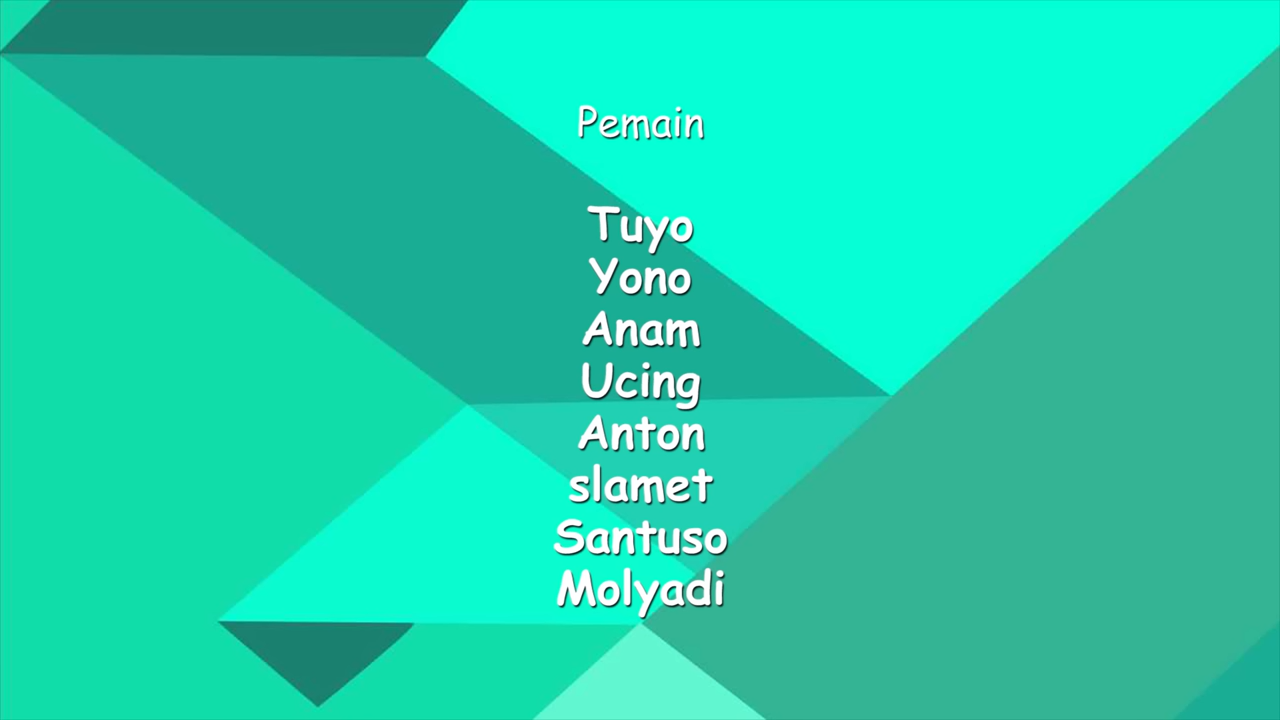 Pemain
Tuyo
Yono
Anam
Ucing
Anton
slamet
Santuso
Molyadi